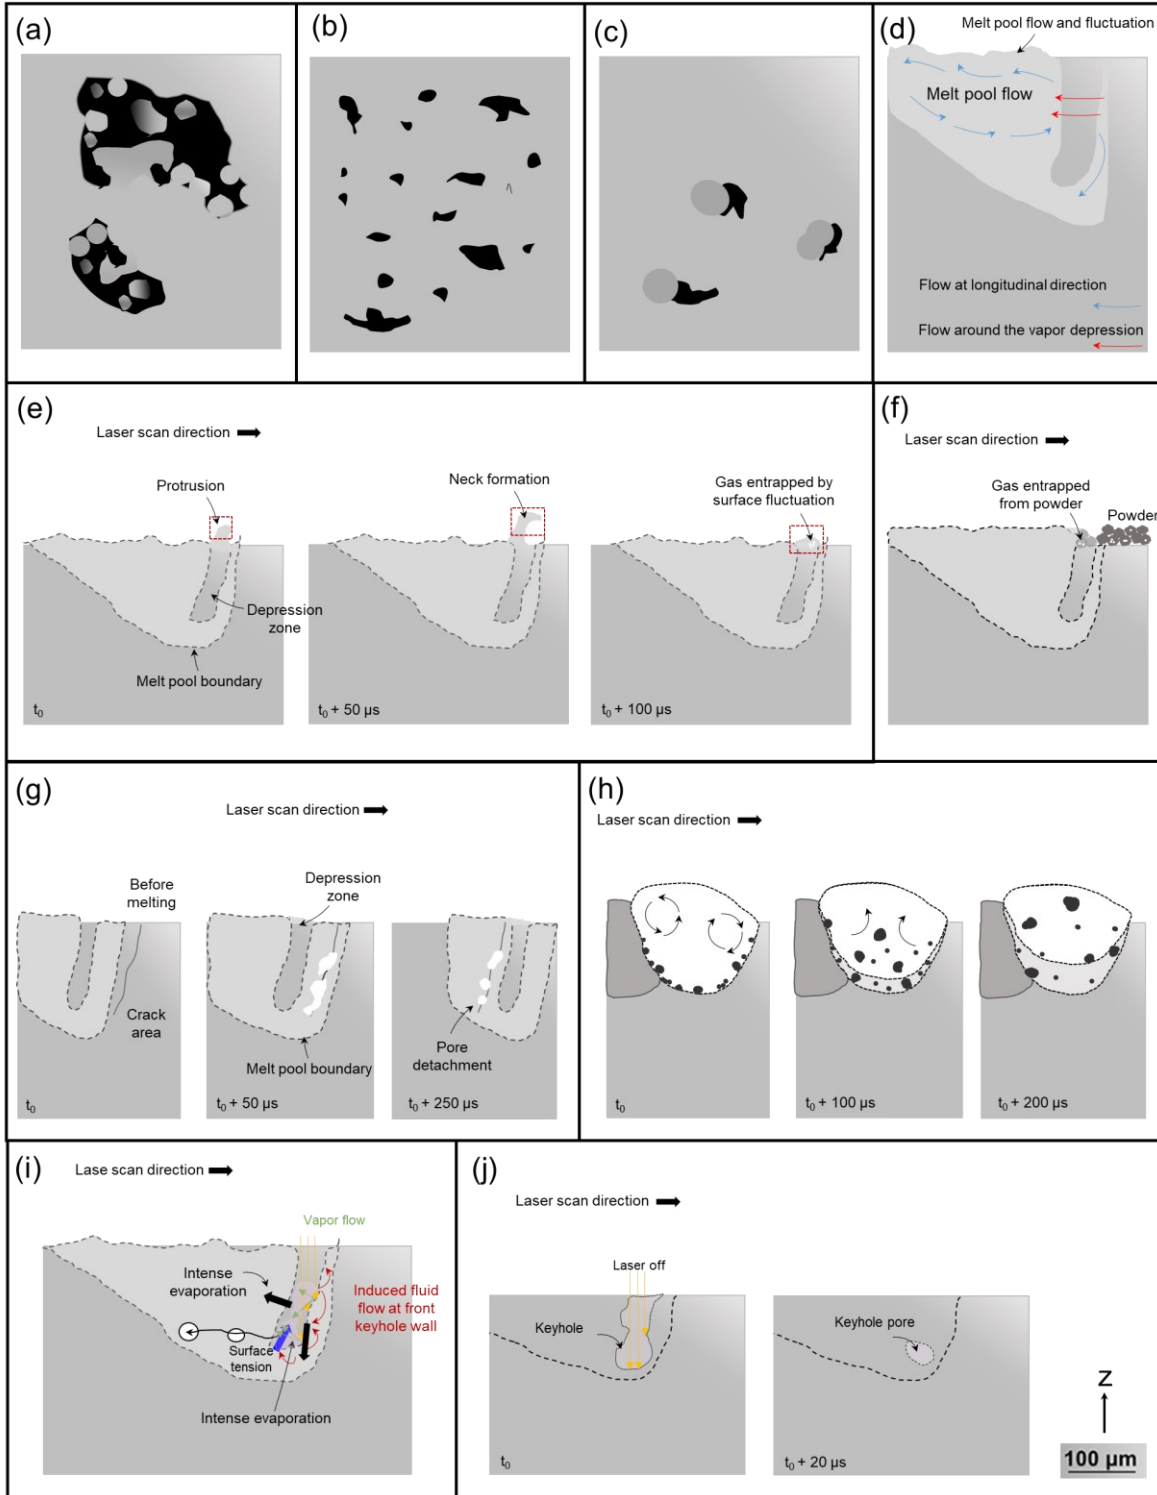 (a)
(b)
(c)
(d)
Melt pool flow and fluctuation
Melt pool flow
Flow at longitudinal direction
Flow around the vapor depression
(e)
Laser scan direction
Protrusion
Depression
zone
Melt pool boundary
t0
Neck formation
t0 + 50 μs
Gas entrapped by
surface fluctuation
t0 + 100 μs
(f)
Laser scan direction
Gas entrapped
from powder
Powder
(g)
Laser scan direction
Before
melting
Crack
area
t0
Depression
zone
Melt pool boundary
t0 + 50 μs
Pore
detachment
t0 + 250 μs
(h)
Laser scan direction
t0
t0 + 100 μs
t0 + 200 μs
(i)
Lase scan direction
Vapor flow
Intense
evaporation
Induced fluid
flow at front
keyhole wall
Surface
tension
Intense evaporation
(j)
Laser scan direction
Laser off
Keyhole
t0
Keyhole pore
t0 + 20 μs
Z
100 μm